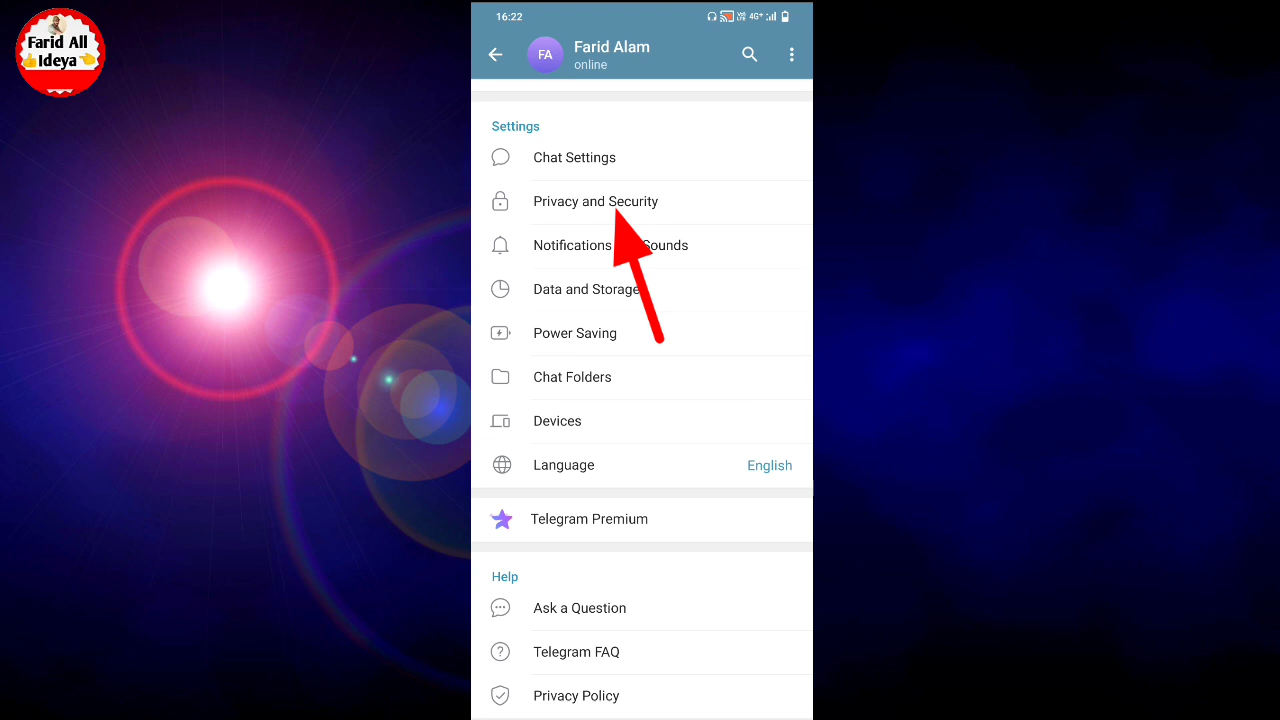 Farid All
Ideya
16:22
4G+
FA
Farid Alam
online
Settings
Chat Settings
Privacy and Security
Notifications Sounds
Data and Storage
Power Saving
Chat Folders
Devices
Language
English
Telegram Premium
Help
Ask a Question
Telegram FAQ
Privacy Policy